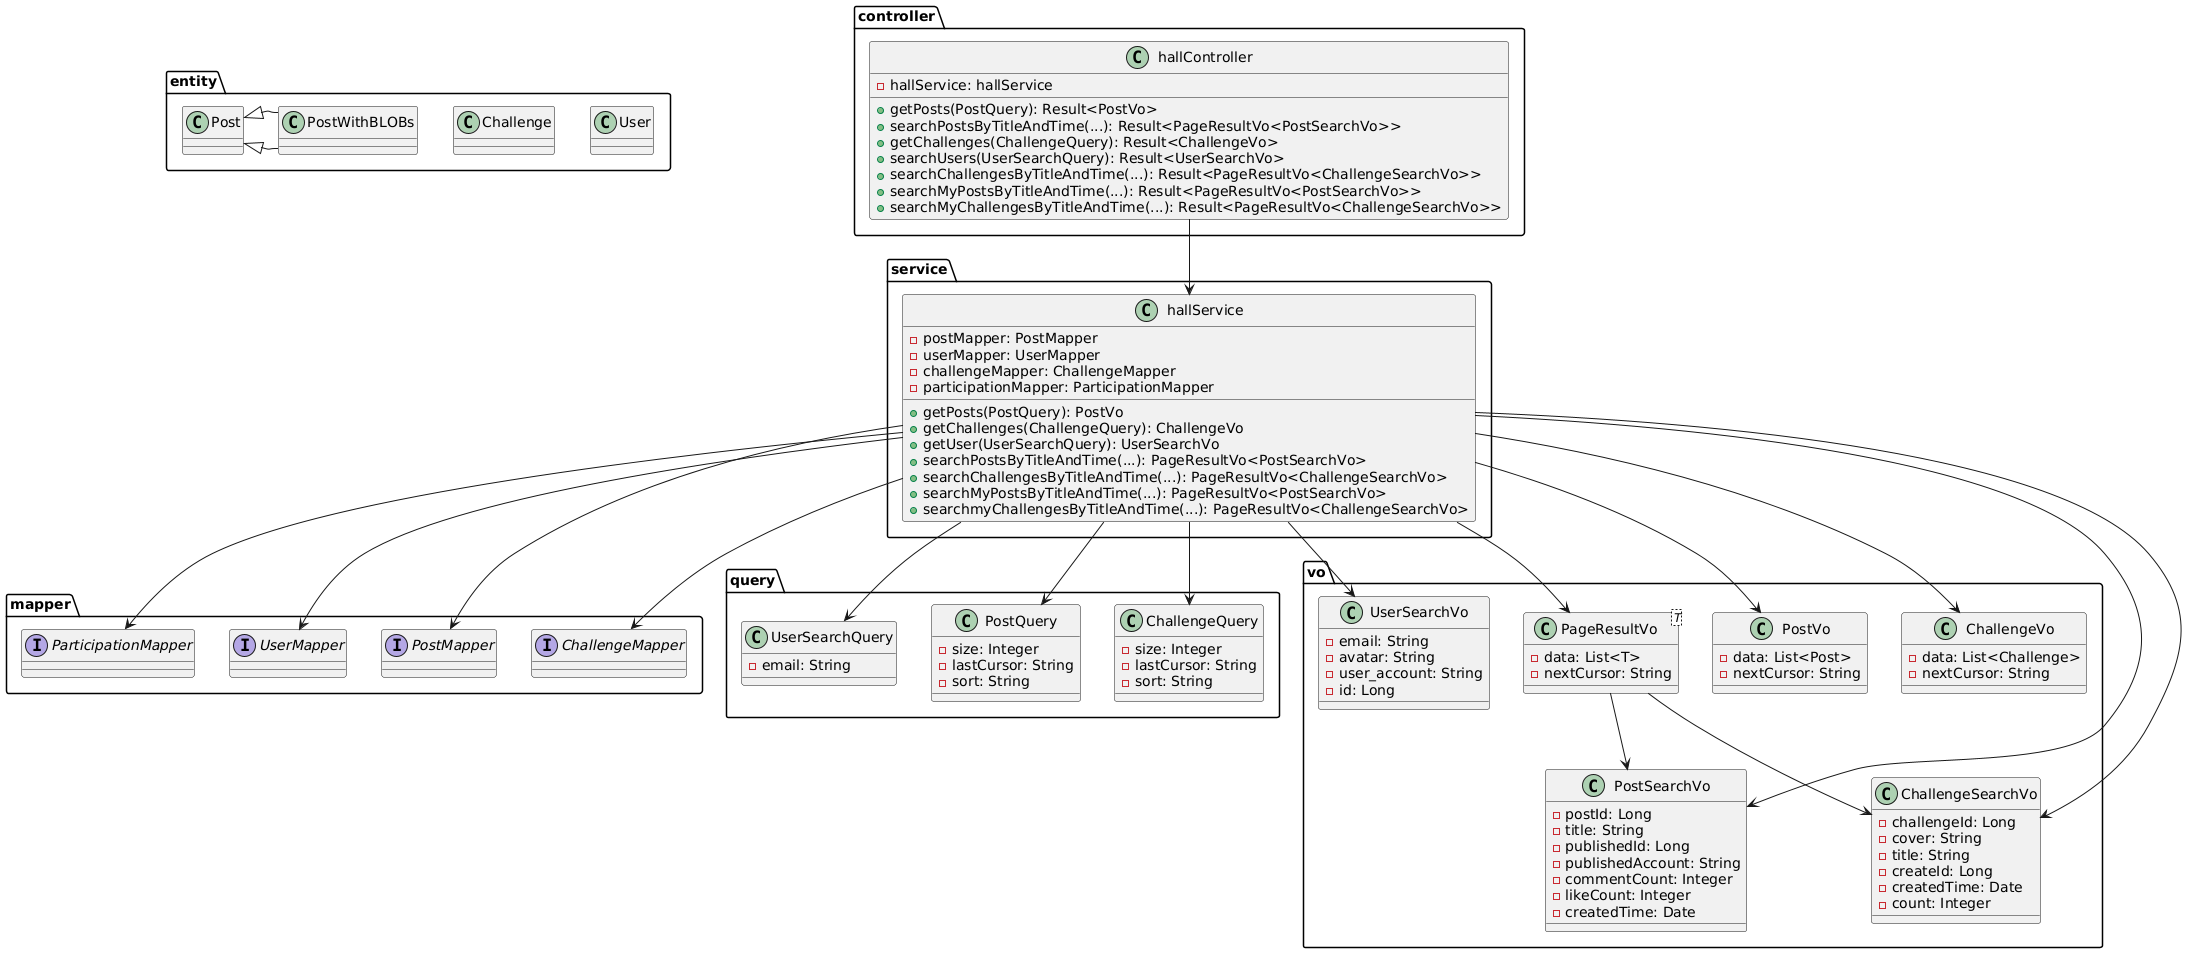 controller
C hallController
hallService: hallService
getPosts(PostQuery): Result<PostVo>
searchPostsByTitleAndTime(...): Result<PageResultVo<PostSearchVo>>
getChallenges(ChallengeQuery): Result<ChallengeVo>
searchUsers(UserSearchQuery): Result<UserSearchVo>
searchChallengesByTitleAndTime(...): Result<PageResultVo<ChallengeSearchVo>>
searchMyPostsByTitleAndTime(...): Result<PageResultVo<PostSearchVo>>
searchMyChallengesByTitleAndTime(...): Result<PageResultVo<ChallengeSearchVo>>
entity
C Post
C PostWithBLOBs
C Challenge
C User
service
C hallService
postMapper: PostMapper
userMapper: UserMapper
challengeMapper: ChallengeMapper
participationMapper: ParticipationMapper
getPosts(PostQuery): PostVo
getChallenges(ChallengeQuery): ChallengeVo
getUser(UserSearchQuery): UserSearchVo
searchPostsByTitleAndTime(...): PageResultVo<PostSearchVo>
searchChallengesByTitleAndTime(...): PageResultVo<ChallengeSearchVo>
searchMyPostsByTitleAndTime(...): PageResultVo<PostSearchVo>
searchmyChallengesByTitleAndTime(...): PageResultVo<ChallengeSearchVo>
mapper
I ParticipationMapper
I UserMapper
I PostMapper
I ChallengeMapper
query
C UserSearchQuery
email: String
C PostQuery
size: Integer
lastCursor: String
sort: String
C ChallengeQuery
size: Integer
lastCursor: String
sort: String
vo
C UserSearchVo
email: String
avatar: String
user_account: String
id: Long
C PageResultVo
T
data: List<T>
nextCursor: String
C PostVo
data: List<Post>
nextCursor: String
C ChallengeVo
data: List<Challenge>
nextCursor: String
C PostSearchVo
postId: Long
title: String
publishedId: Long
publishedAccount: String
commentCount: Integer
likeCount: Integer
createdTime: Date
C ChallengeSearchVo
challengeId: Long
cover: String
title: String
createId: Long
createdTime: Date
count: Integer